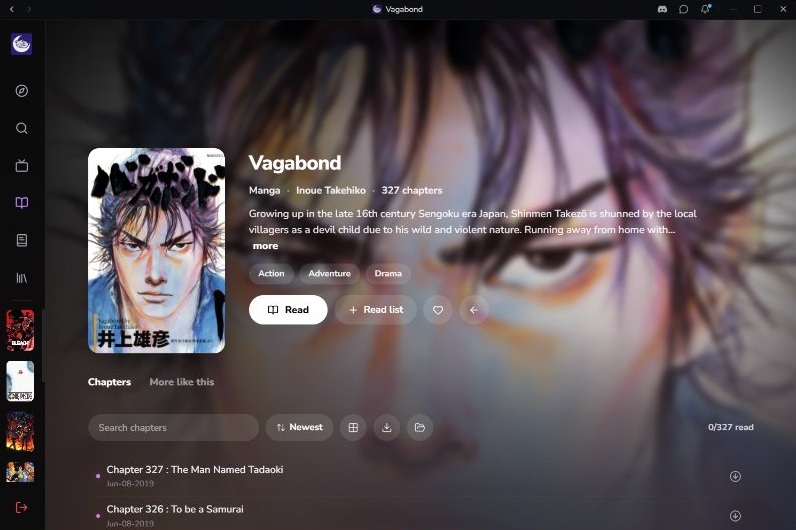 Vagabond
バガボンド
Vagabond
Manga · Inoue Takehiko · 327 chapters
Growing up in the late 16th century Sengoku era Japan, Shinmen Takezō is shunned by the local
villagers as a devil child due to his wild and violent nature. Running away from home with...
more
Action Adventure Drama
Read + Read list
井上雄彦
BLEACH
Chapters More like this
Search chapters Newest 0/327 read
Chapter 327 : The Man Named Tadaoki
Jun-08-2019
Chapter 326 : To be a Samurai
Jun-08-2019